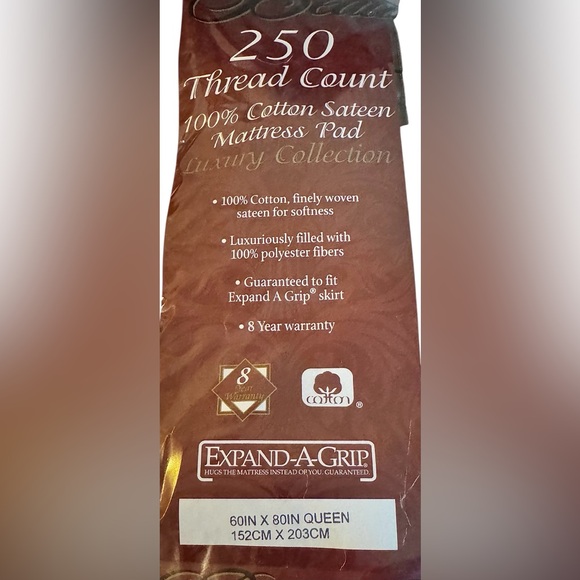 250
Thread Count
100% Cotton Sateen
Mattress Pad
Luxury Collection
• 100% Cotton, finely woven
sateen for softness
• Luxuriously filled with
100% polyester fibers
• Guaranteed to fit
Expand A Grip® skirt
• 8 Year warranty
8
Year
Warranty
cotton ®
EXPAND-A-GRIP®
HUGS THE MATTRESS INSTEAD OF YOU. GUARANTEED.
60IN X 80IN QUEEN
152CM X 203CM